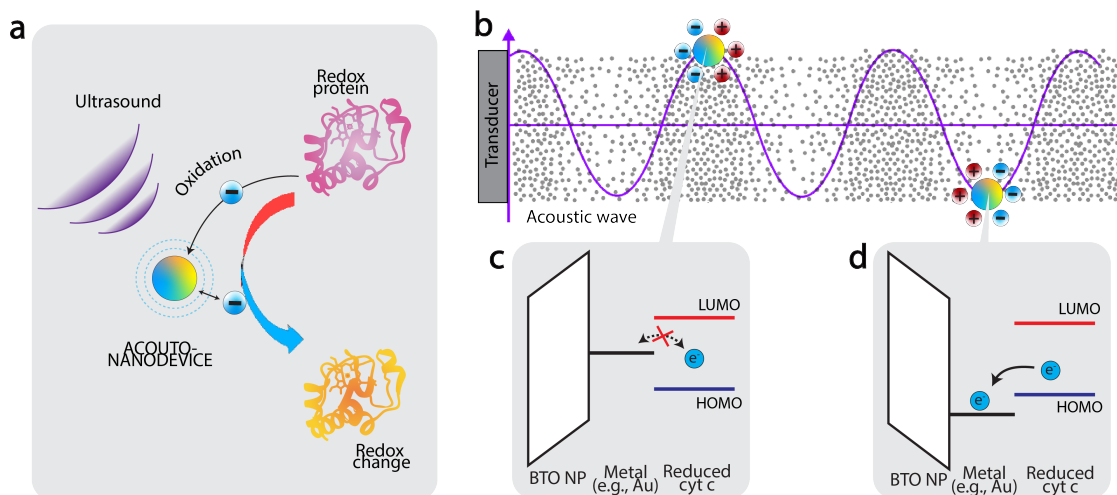 a
Ultrasound
Redox
protein
Oxidation
ACOUTO-
NANODEVICE
Redox
change
b
Transducer
Acoustic wave
c
LUMO
e-
HOMO
BTO NP
Metal
(e.g., Au)
Reduced
cyt c
d
LUMO
e-
e-
HOMO
BTO NP
Metal
(e.g., Au)
Reduced
cyt c